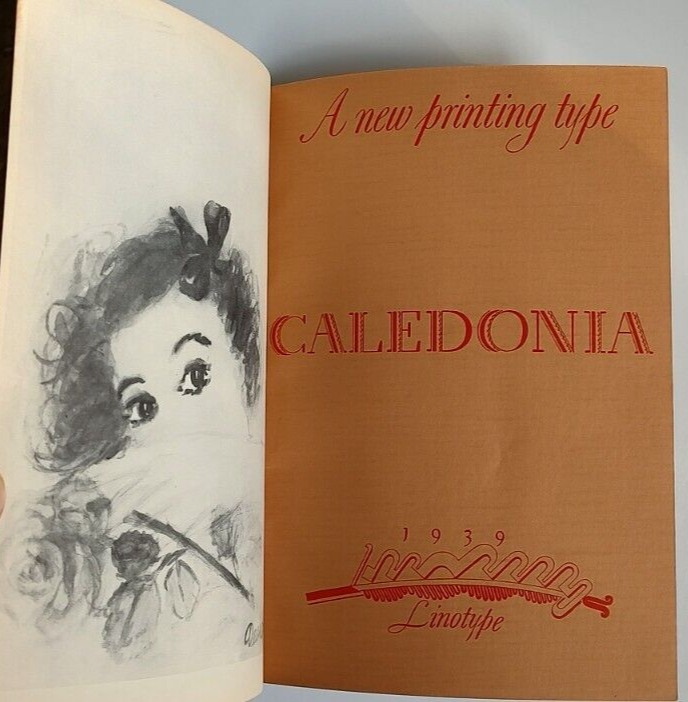 A new printing type
CALEDONIA
1939
Linotype